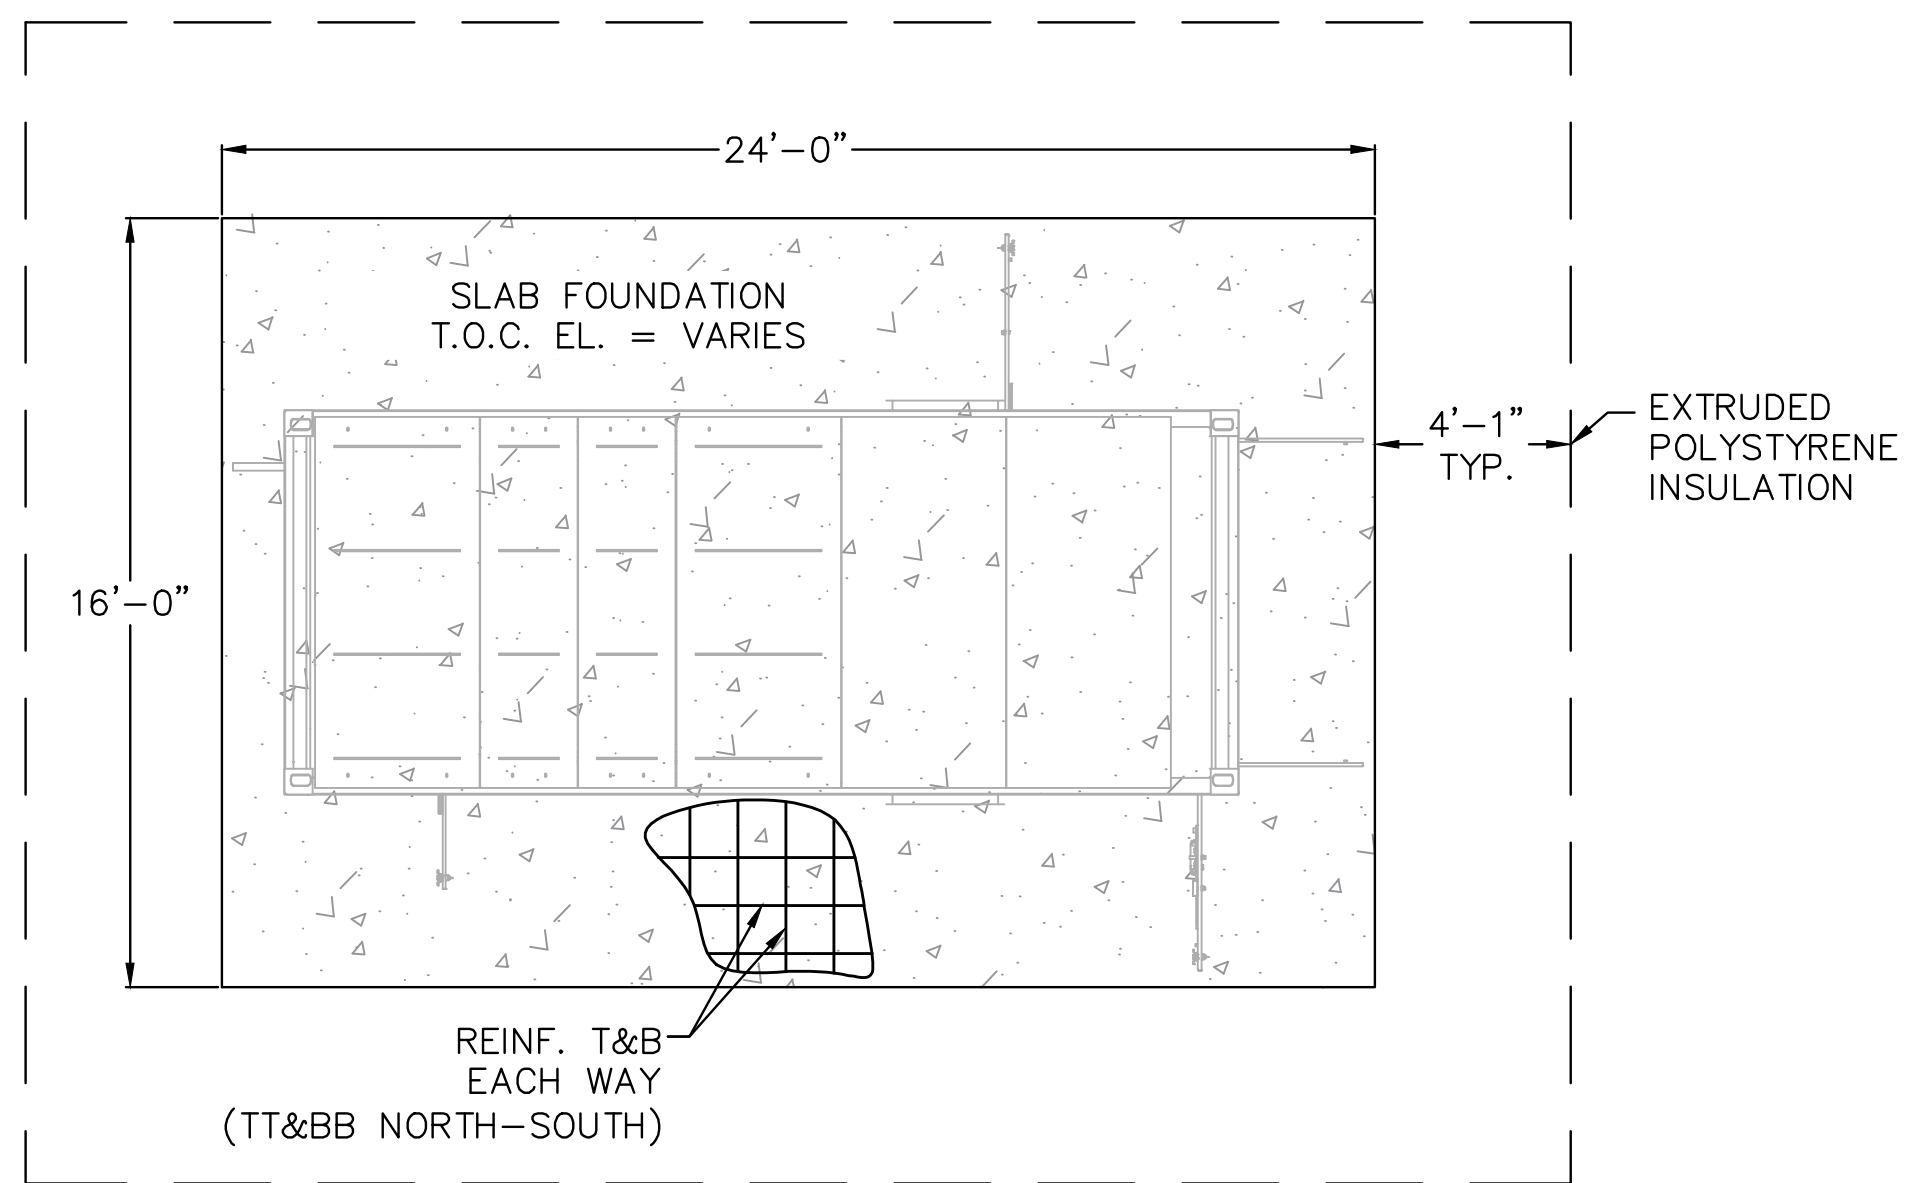 24'-0"
SLAB FOUNDATION
T.O.C. EL. = VARIES
4'-1"
TYP.
EXTRUDED
POLYSTYRENE
INSULATION
16'-0"
REINF. T&B
EACH WAY
(TT&BB NORTH-SOUTH)